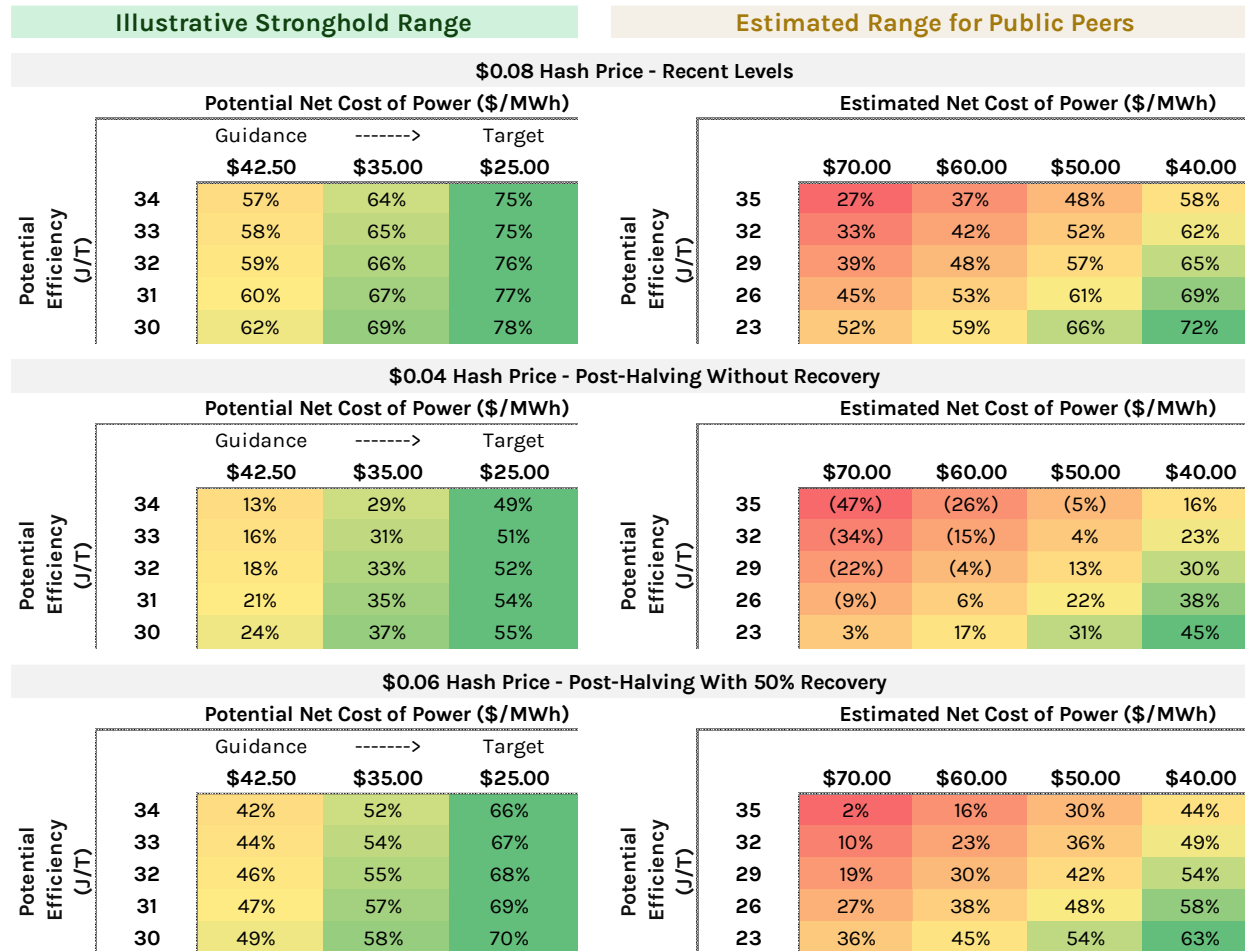 Illustrative Stronghold Range
Estimated Range for Public Peers
$0.08 Hash Price - Recent Levels
Potential Net Cost of Power ($/MWh)
Guidance -------> Target
$42.50 $35.00 $25.00
Potential
Efficiency
(J/T)
34 57% 64% 75%
33 58% 65% 75%
32 59% 66% 76%
31 60% 67% 77%
30 62% 69% 78%
Estimated Net Cost of Power ($/MWh)
$70.00 $60.00 $50.00 $40.00
Potential
Efficiency
(J/T)
35 27% 37% 48% 58%
32 33% 42% 52% 62%
29 39% 48% 57% 65%
26 45% 53% 61% 69%
23 52% 59% 66% 72%
$0.04 Hash Price - Post-Halving Without Recovery
Potential Net Cost of Power ($/MWh)
Guidance -------> Target
$42.50 $35.00 $25.00
Potential
Efficiency
(J/T)
34 13% 29% 49%
33 16% 31% 51%
32 18% 33% 52%
31 21% 35% 54%
30 24% 37% 55%
Estimated Net Cost of Power ($/MWh)
$70.00 $60.00 $50.00 $40.00
Potential
Efficiency
(J/T)
35 (47%) (26%) (5%) 16%
32 (34%) (15%) 4% 23%
29 (22%) (4%) 13% 30%
26 (9%) 6% 22% 38%
23 3% 17% 31% 45%
$0.06 Hash Price - Post-Halving With 50% Recovery
Potential Net Cost of Power ($/MWh)
Guidance -------> Target
$42.50 $35.00 $25.00
Potential
Efficiency
(J/T)
34 42% 52% 66%
33 44% 54% 67%
32 46% 55% 68%
31 47% 57% 69%
30 49% 58% 70%
Estimated Net Cost of Power ($/MWh)
$70.00 $60.00 $50.00 $40.00
Potential
Efficiency
(J/T)
35 2% 16% 30% 44%
32 10% 23% 36% 49%
29 19% 30% 42% 54%
26 27% 38% 48% 58%
23 36% 45% 54% 63%